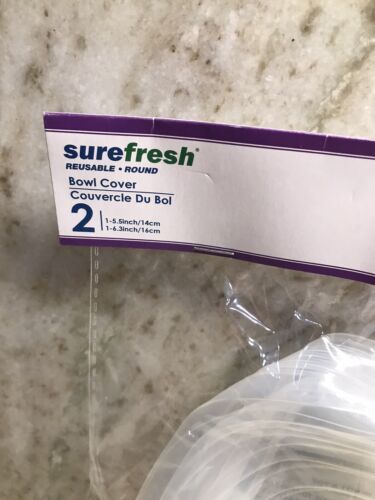 surefresh®
REUSABLE • ROUND
Bowl Cover
Couvercle Du Bol
2
1-5.5inch/14cm
1-6.3inch/16cm